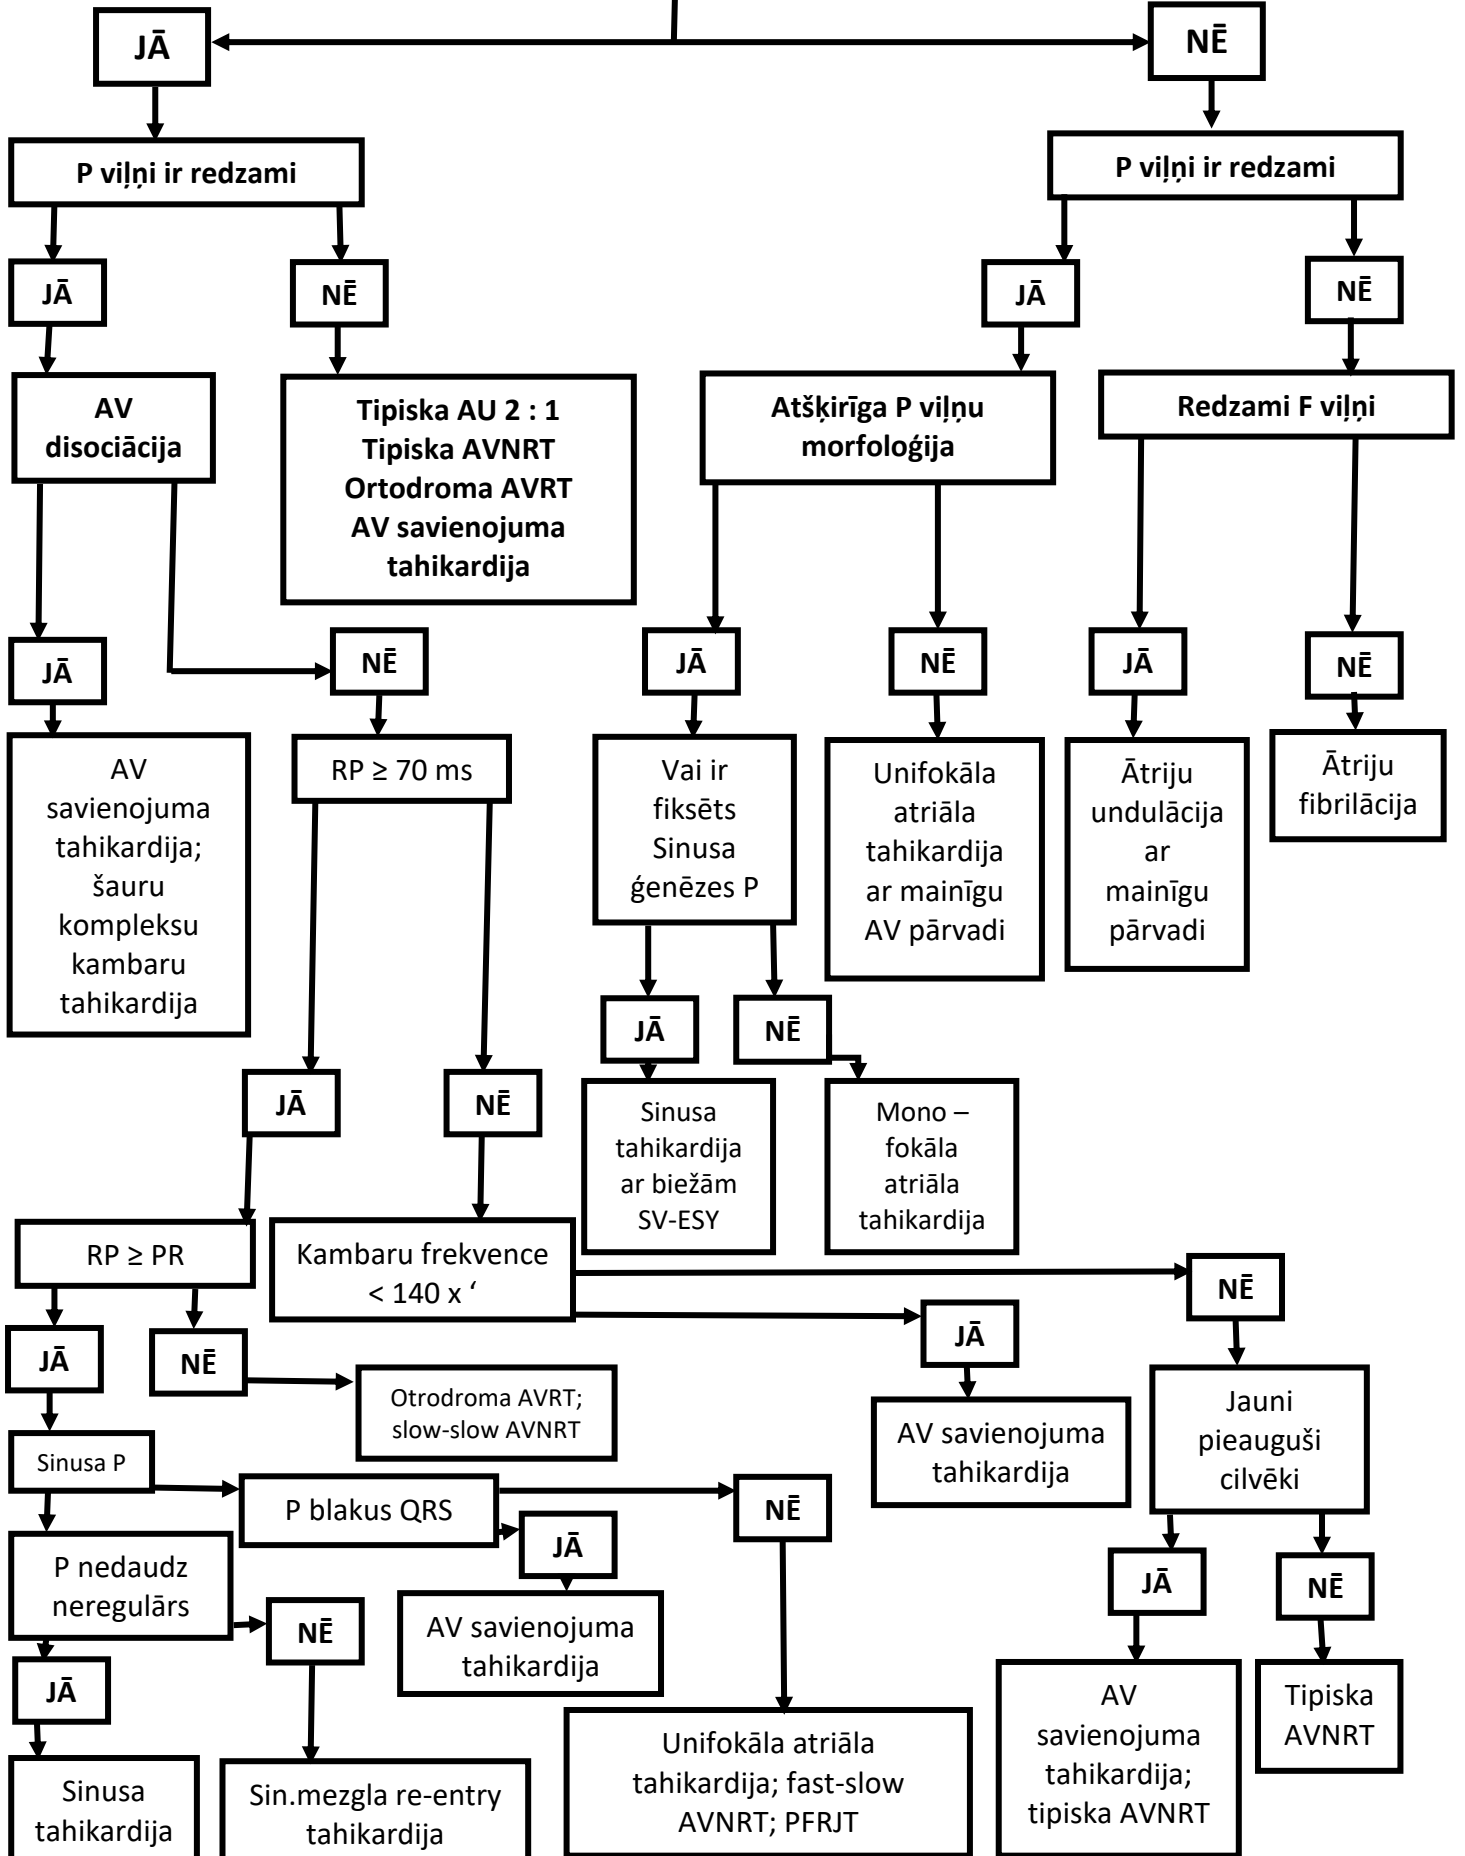 JĀ
NĒ
P viļņi ir redzami
P viļņi ir redzami
JĀ
NĒ
JĀ
NĒ
AV
disociācija
Tipiska AU 2 : 1
Tipiska AVNRT
Ortodroma AVRT
AV savienojuma
tahikardija
Atšķirīga P viļņu
morfoloģija
Redzami F viļņi
JĀ
NĒ
JĀ
NĒ
JĀ
NĒ
AV
savienojuma
tahikardija;
šauru
kompleksu
kambaru
tahikardija
RP ≥ 70 ms
Vai ir
fiksēts
Sinusa
ģenēzes P
Unifokāla
atriāla
tahikardija
ar mainīgu
AV pārvadi
Ātriju
undulācija
ar
mainīgu
pārvadi
Ātriju
fibrilācija
JĀ
NĒ
JĀ
NĒ
Sinusa
tahikardija
ar biežām
SV-ESY
Mono –
fokāla
atriāla
tahikardija
RP ≥ PR
Kambaru frekvence
< 140 x ‘
NĒ
JĀ
JĀ
NĒ
Otrodroma AVRT;
slow-slow AVNRT
AV savienojuma
tahikardija
Jauni
pieauguši
cilvēki
Sinusa P
P blakus QRS
NĒ
JĀ
P nedaudz
neregulārs
NĒ
AV savienojuma
tahikardija
JĀ
NĒ
JĀ
Sinusa
tahikardija
Sin.mezgla re-entry
tahikardija
Unifokāla atriāla
tahikardija; fast-slow
AVNRT; PFRJT
AV
savienojuma
tahikardija;
tipiska AVNRT
Tipiska
AVNRT